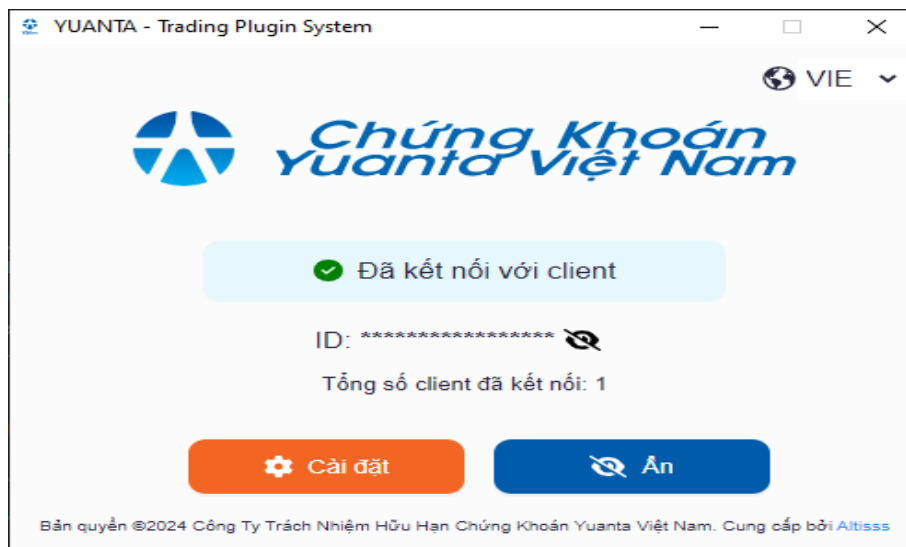 YUANTA - Trading Plugin System
VIE
Chứng Khoán
Yuanta Việt Nam
Đã kết nối với client
ID: *****************
Tổng số client đã kết nối: 1
Cài đặt
Ẩn
Bản quyền ©2024 Công Ty Trách Nhiệm Hữu Hạn Chứng Khoán Yuanta Việt Nam. Cung cấp bởi Altisss